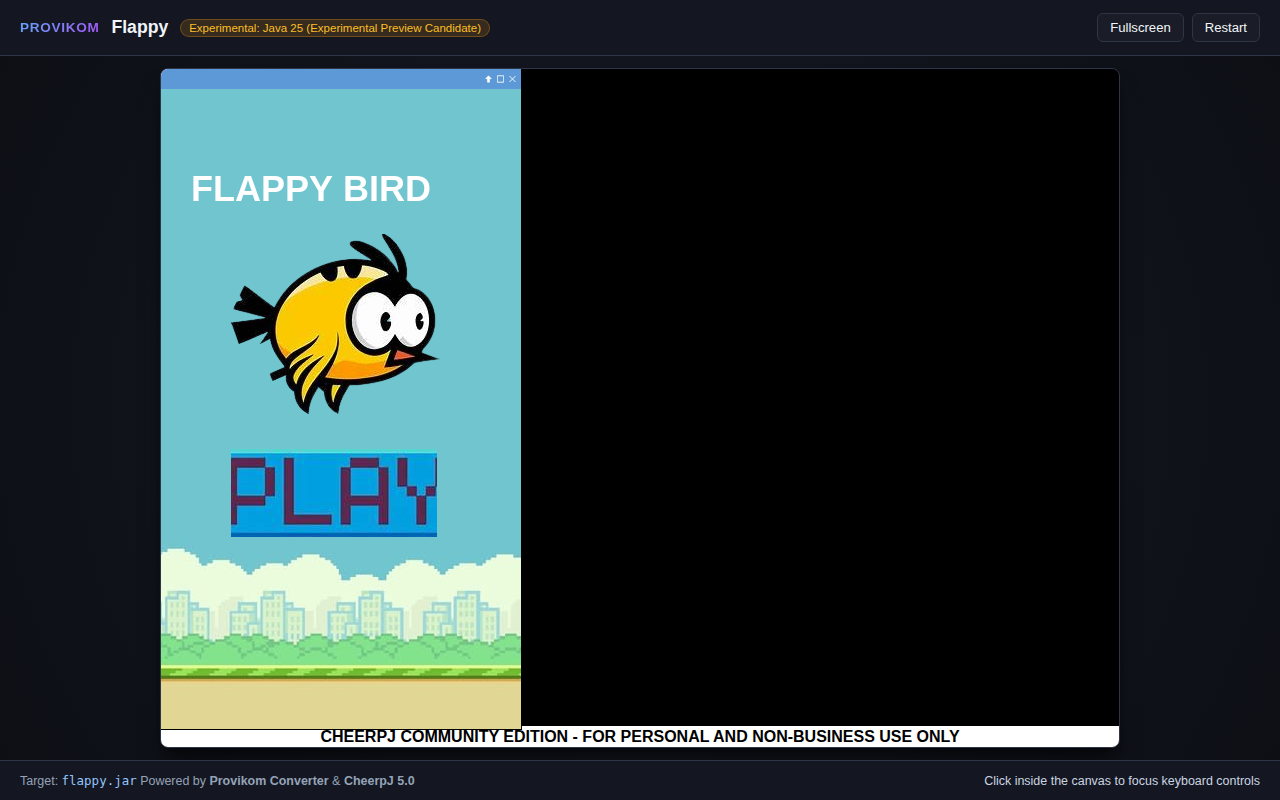 PROVIKOM Flappy Experimental: Java 25 (Experimental Preview Candidate) Fullscreen Restart
FLAPPY BIRD
PLAY
CHEERPJ COMMUNITY EDITION - FOR PERSONAL AND NON-BUSINESS USE ONLY
Target: flappy.jar Powered by Provikom Converter & CheerpJ 5.0 Click inside the canvas to focus keyboard controls